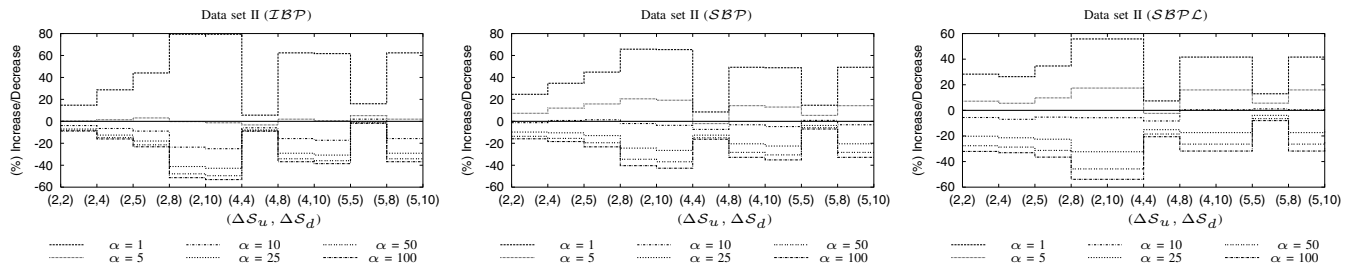 Data set II (IBP)
(%) Increase/Decrease
80
60
40
20
0
-20
-40
-60
(2,2) (2,4) (2,5) (2,8) (2,10) (4,4) (4,8) (4,10) (5,5) (5,8) (5,10)
(ΔS_u , ΔS_d)
α = 1 α = 10 α = 50
α = 5 α = 25 α = 100
Data set II (SBP)
(%) Increase/Decrease
80
60
40
20
0
-20
-40
-60
(2,2) (2,4) (2,5) (2,8) (2,10) (4,4) (4,8) (4,10) (5,5) (5,8) (5,10)
(ΔS_u , ΔS_d)
α = 1 α = 10 α = 50
α = 5 α = 25 α = 100
Data set II (SBPL)
(%) Increase/Decrease
60
40
20
0
-20
-40
-60
(2,2) (2,4) (2,5) (2,8) (2,10) (4,4) (4,8) (4,10) (5,5) (5,8) (5,10)
(ΔS_u , ΔS_d)
α = 1 α = 10 α = 50
α = 5 α = 25 α = 100